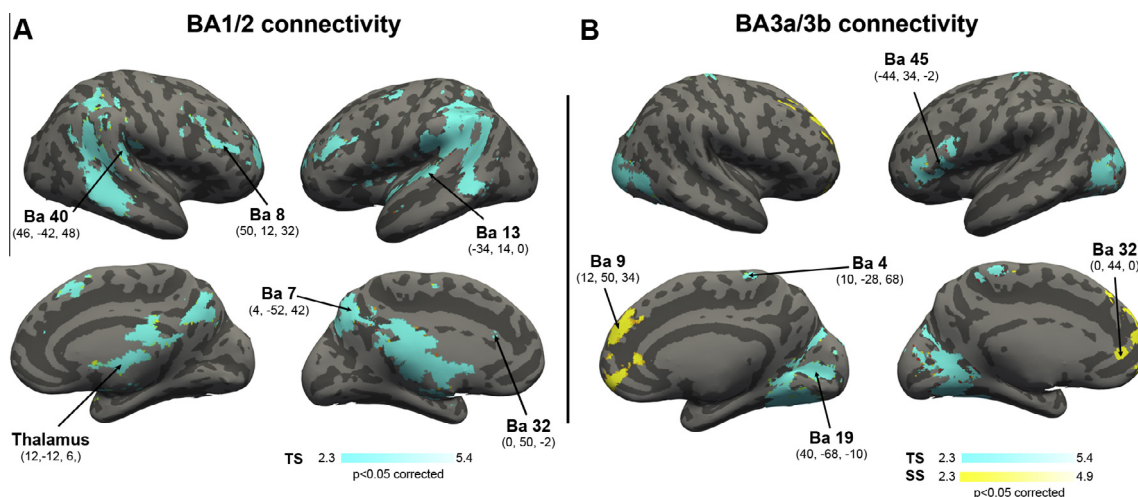 A
BA1/2 connectivity
Ba 40
(46, -42, 48)
Ba 8
(50, 12, 32)
Ba 13
(-34, 14, 0)
Ba 7
(4, -52, 42)
Thalamus
(12,-12, 6,)
Ba 32
(0, 50, -2)
TS 2.3 5.4
p<0.05 corrected
B
BA3a/3b connectivity
Ba 45
(-44, 34, -2)
Ba 9
(12, 50, 34)
Ba 4
(10, -28, 68)
Ba 32
(0, 44, 0)
Ba 19
(40, -68, -10)
TS 2.3 5.4
SS 2.3 4.9
p<0.05 corrected